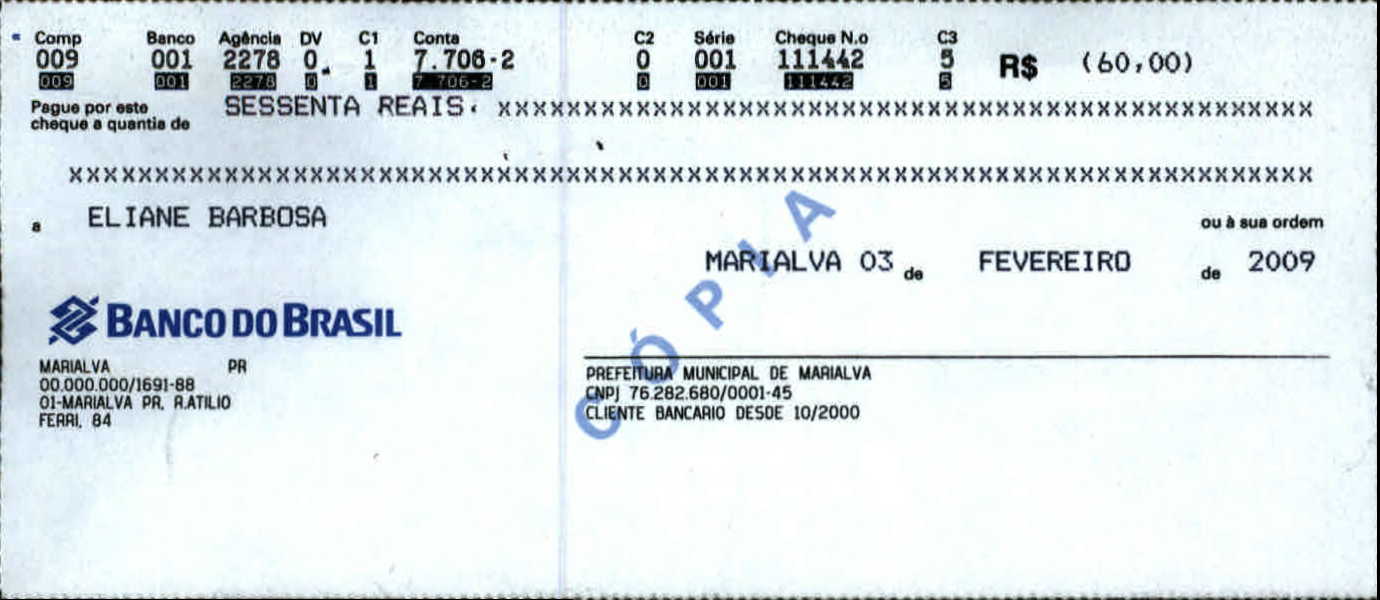 Comp Banco Agência DV C1 Conta C2 Série Cheque N.o C3
009 001 2278 0. 1 7.706-2 0 001 111442 5 R$ (60,00)
009 001 2278 0 1 7 706-2 0 001 111442 5
Pague por este SESSENTA REAIS. xxxxxxxxxxxxxxxxxxxxxxxxxxxxxxxxxxxxxxxxxxxxxxxxxxxxxx
cheque a quantia de
xxxxxxxxxxxxxxxxxxxxxxxxxxxxxxxxxxxxxxxxxxxxxxxxxxxxxxxxxxxxxxxxxxxxxxxxxxxxxxxxxx
a ELIANE BARBOSA ou à sua ordem
MARIALVA 03 de FEVEREIRO de 2009
CÓPIA
BANCO DO BRASIL
MARIALVA PR
00.000.000/1691-88
01-MARIALVA PR. R.ATILIO
FERRI, 84
PREFEITURA MUNICIPAL DE MARIALVA
CNPJ 76.282.680/0001-45
CLIENTE BANCARIO DESDE 10/2000